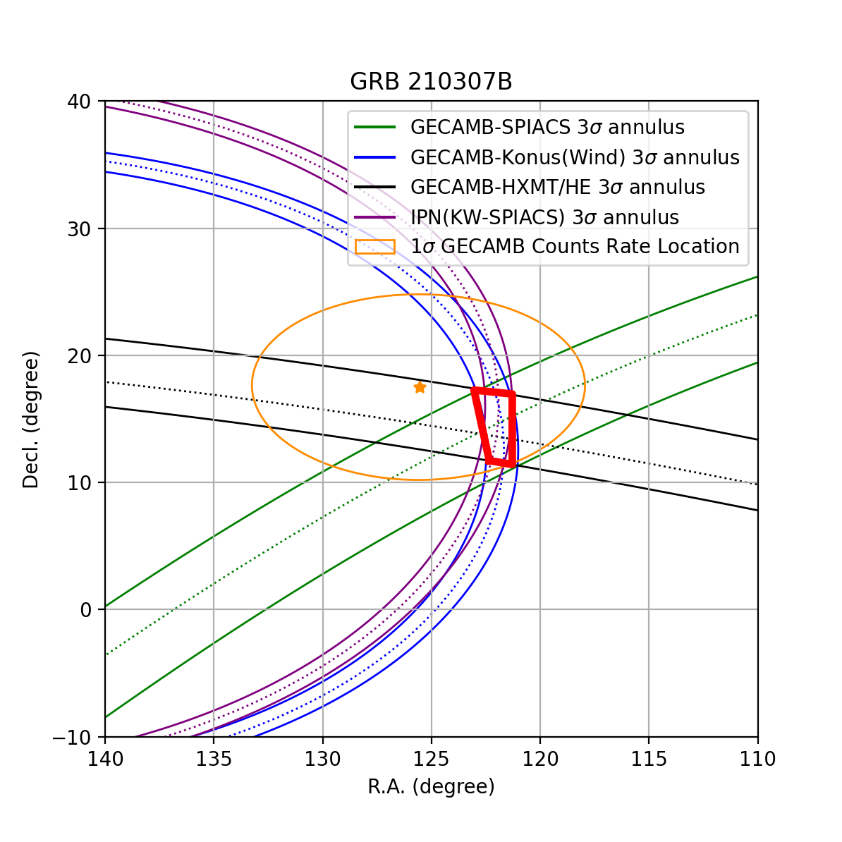 GRB 210307B
GECAMB-SPIACS 3σ annulus
GECAMB-Konus(Wind) 3σ annulus
GECAMB-HXMT/HE 3σ annulus
IPN(KW-SPIACS) 3σ annulus
1σ GECAMB Counts Rate Location
40
30
20
10
0
−10
Decl. (degree)
140 135 130 125 120 115 110
R.A. (degree)